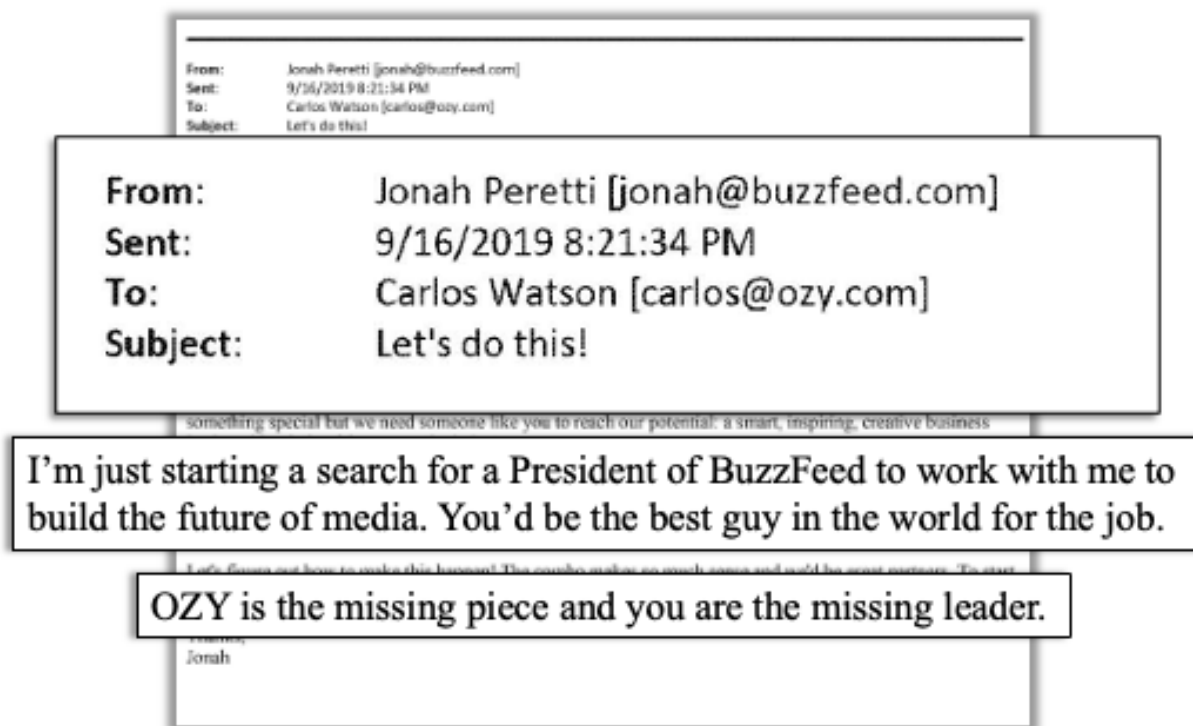 From: Jonah Peretti [jonah@buzzfeed.com]
Sent: 9/16/2019 8:21:34 PM
To: Carlos Watson [carlos@ozy.com]
Subject: Let's do this!
From: Jonah Peretti [jonah@buzzfeed.com]
Sent: 9/16/2019 8:21:34 PM
To: Carlos Watson [carlos@ozy.com]
Subject: Let's do this!
something special but we need someone like you to reach our potential: a smart, inspiring, creative business
I'm just starting a search for a President of BuzzFeed to work with me to
build the future of media. You'd be the best guy in the world for the job.
Let's figure out how to make this happen! The combo makes so much sense and we'd be great partners. To start
OZY is the missing piece and you are the missing leader.
Jonah